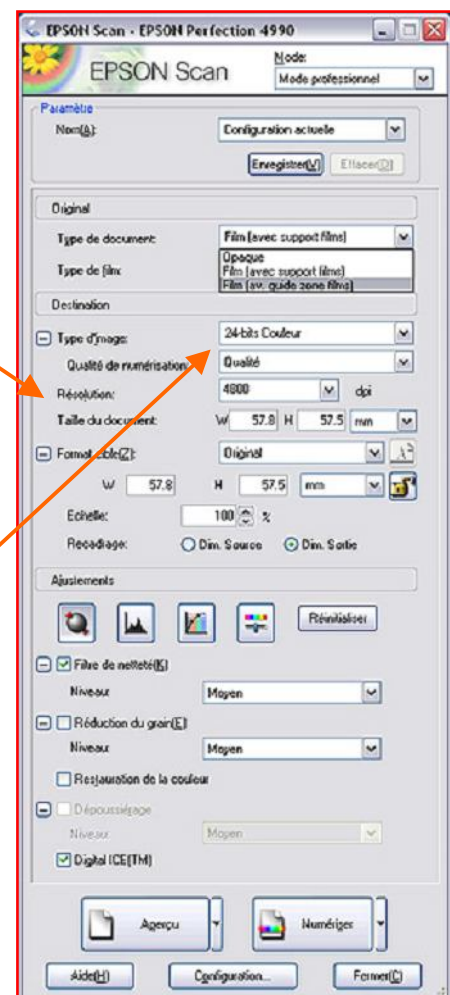 EPSON Scan - EPSON Perfection 4990
EPSON Scan
Mode:
Mode professionnel
Paramètre
Nom(A):
Configuration actuelle
Enregistrer(V)
Effacer(D)
Original
Type de document:
Film (avec support films)
Opaque
Type de film:
Film (avec support films)
Film (av. guide zone films)
Destination
Type d'image:
24-bits Couleur
Qualité de numérisation:
Qualité
Résolution:
4800
dpi
Taille du document:
W 57.8 H 57.5 mm
Format cible(Z):
Original
W 57.8 H 57.5 mm
Echelle:
100 %
Recadrage:
Dim. Source
Dim. Sortie
Ajustements
Réinitialiser
Filtre de netteté(K)
Niveaux
Moyen
Réduction du grain(E)
Niveaux
Moyen
Restauration de la couleur
Dépoussiérage
Niveaux
Moyen
Digital ICE(TM)
Aperçu
Numériser
Aide(H)
Configuration...
Fermer(C)